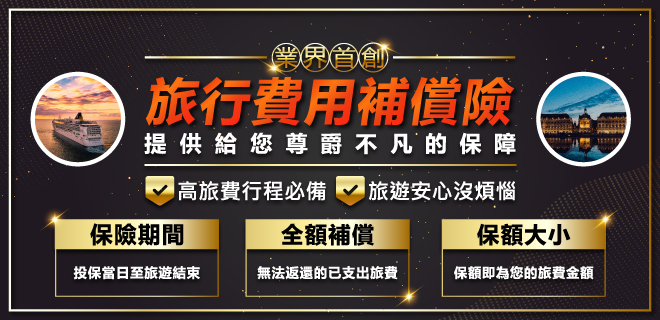 業界首創
旅行費用補償險
提供給您尊爵不凡的保障
高旅費行程必備 旅遊安心沒煩惱
保險期間
投保當日至旅遊結束
全額補償
無法返還的已支出旅費
保額大小
保額即為您的旅費金額